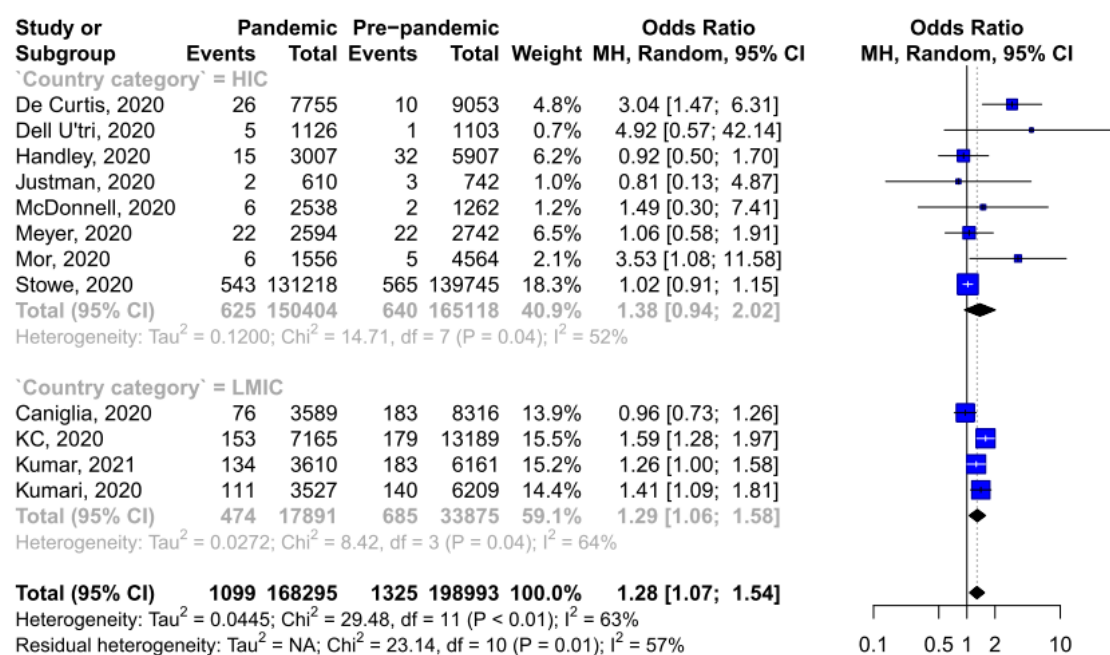 Study or Pandemic Pre−pandemic Odds Ratio Odds Ratio
Subgroup Events Total Events Total Weight MH, Random, 95% CI MH, Random, 95% CI
`Country category` = HIC
De Curtis, 2020 26 7755 10 9053 4.8% 3.04 [1.47; 6.31]
Dell U'tri, 2020 5 1126 1 1103 0.7% 4.92 [0.57; 42.14]
Handley, 2020 15 3007 32 5907 6.2% 0.92 [0.50; 1.70]
Justman, 2020 2 610 3 742 1.0% 0.81 [0.13; 4.87]
McDonnell, 2020 6 2538 2 1262 1.2% 1.49 [0.30; 7.41]
Meyer, 2020 22 2594 22 2742 6.5% 1.06 [0.58; 1.91]
Mor, 2020 6 1556 5 4564 2.1% 3.53 [1.08; 11.58]
Stowe, 2020 543 131218 565 139745 18.3% 1.02 [0.91; 1.15]
Total (95% CI) 625 150404 640 165118 40.9% 1.38 [0.94; 2.02]
Heterogeneity: Tau² = 0.1200; Chi² = 14.71, df = 7 (P = 0.04); I² = 52%
`Country category` = LMIC
Caniglia, 2020 76 3589 183 8316 13.9% 0.96 [0.73; 1.26]
KC, 2020 153 7165 179 13189 15.5% 1.59 [1.28; 1.97]
Kumar, 2021 134 3610 183 6161 15.2% 1.26 [1.00; 1.58]
Kumari, 2020 111 3527 140 6209 14.4% 1.41 [1.09; 1.81]
Total (95% CI) 474 17891 685 33875 59.1% 1.29 [1.06; 1.58]
Heterogeneity: Tau² = 0.0272; Chi² = 8.42, df = 3 (P = 0.04); I² = 64%
Total (95% CI) 1099 168295 1325 198993 100.0% 1.28 [1.07; 1.54]
Heterogeneity: Tau² = 0.0445; Chi² = 29.48, df = 11 (P < 0.01); I² = 63%
Residual heterogeneity: Tau² = NA; Chi² = 23.14, df = 10 (P = 0.01); I² = 57%
0.1 0.5 1 2 10